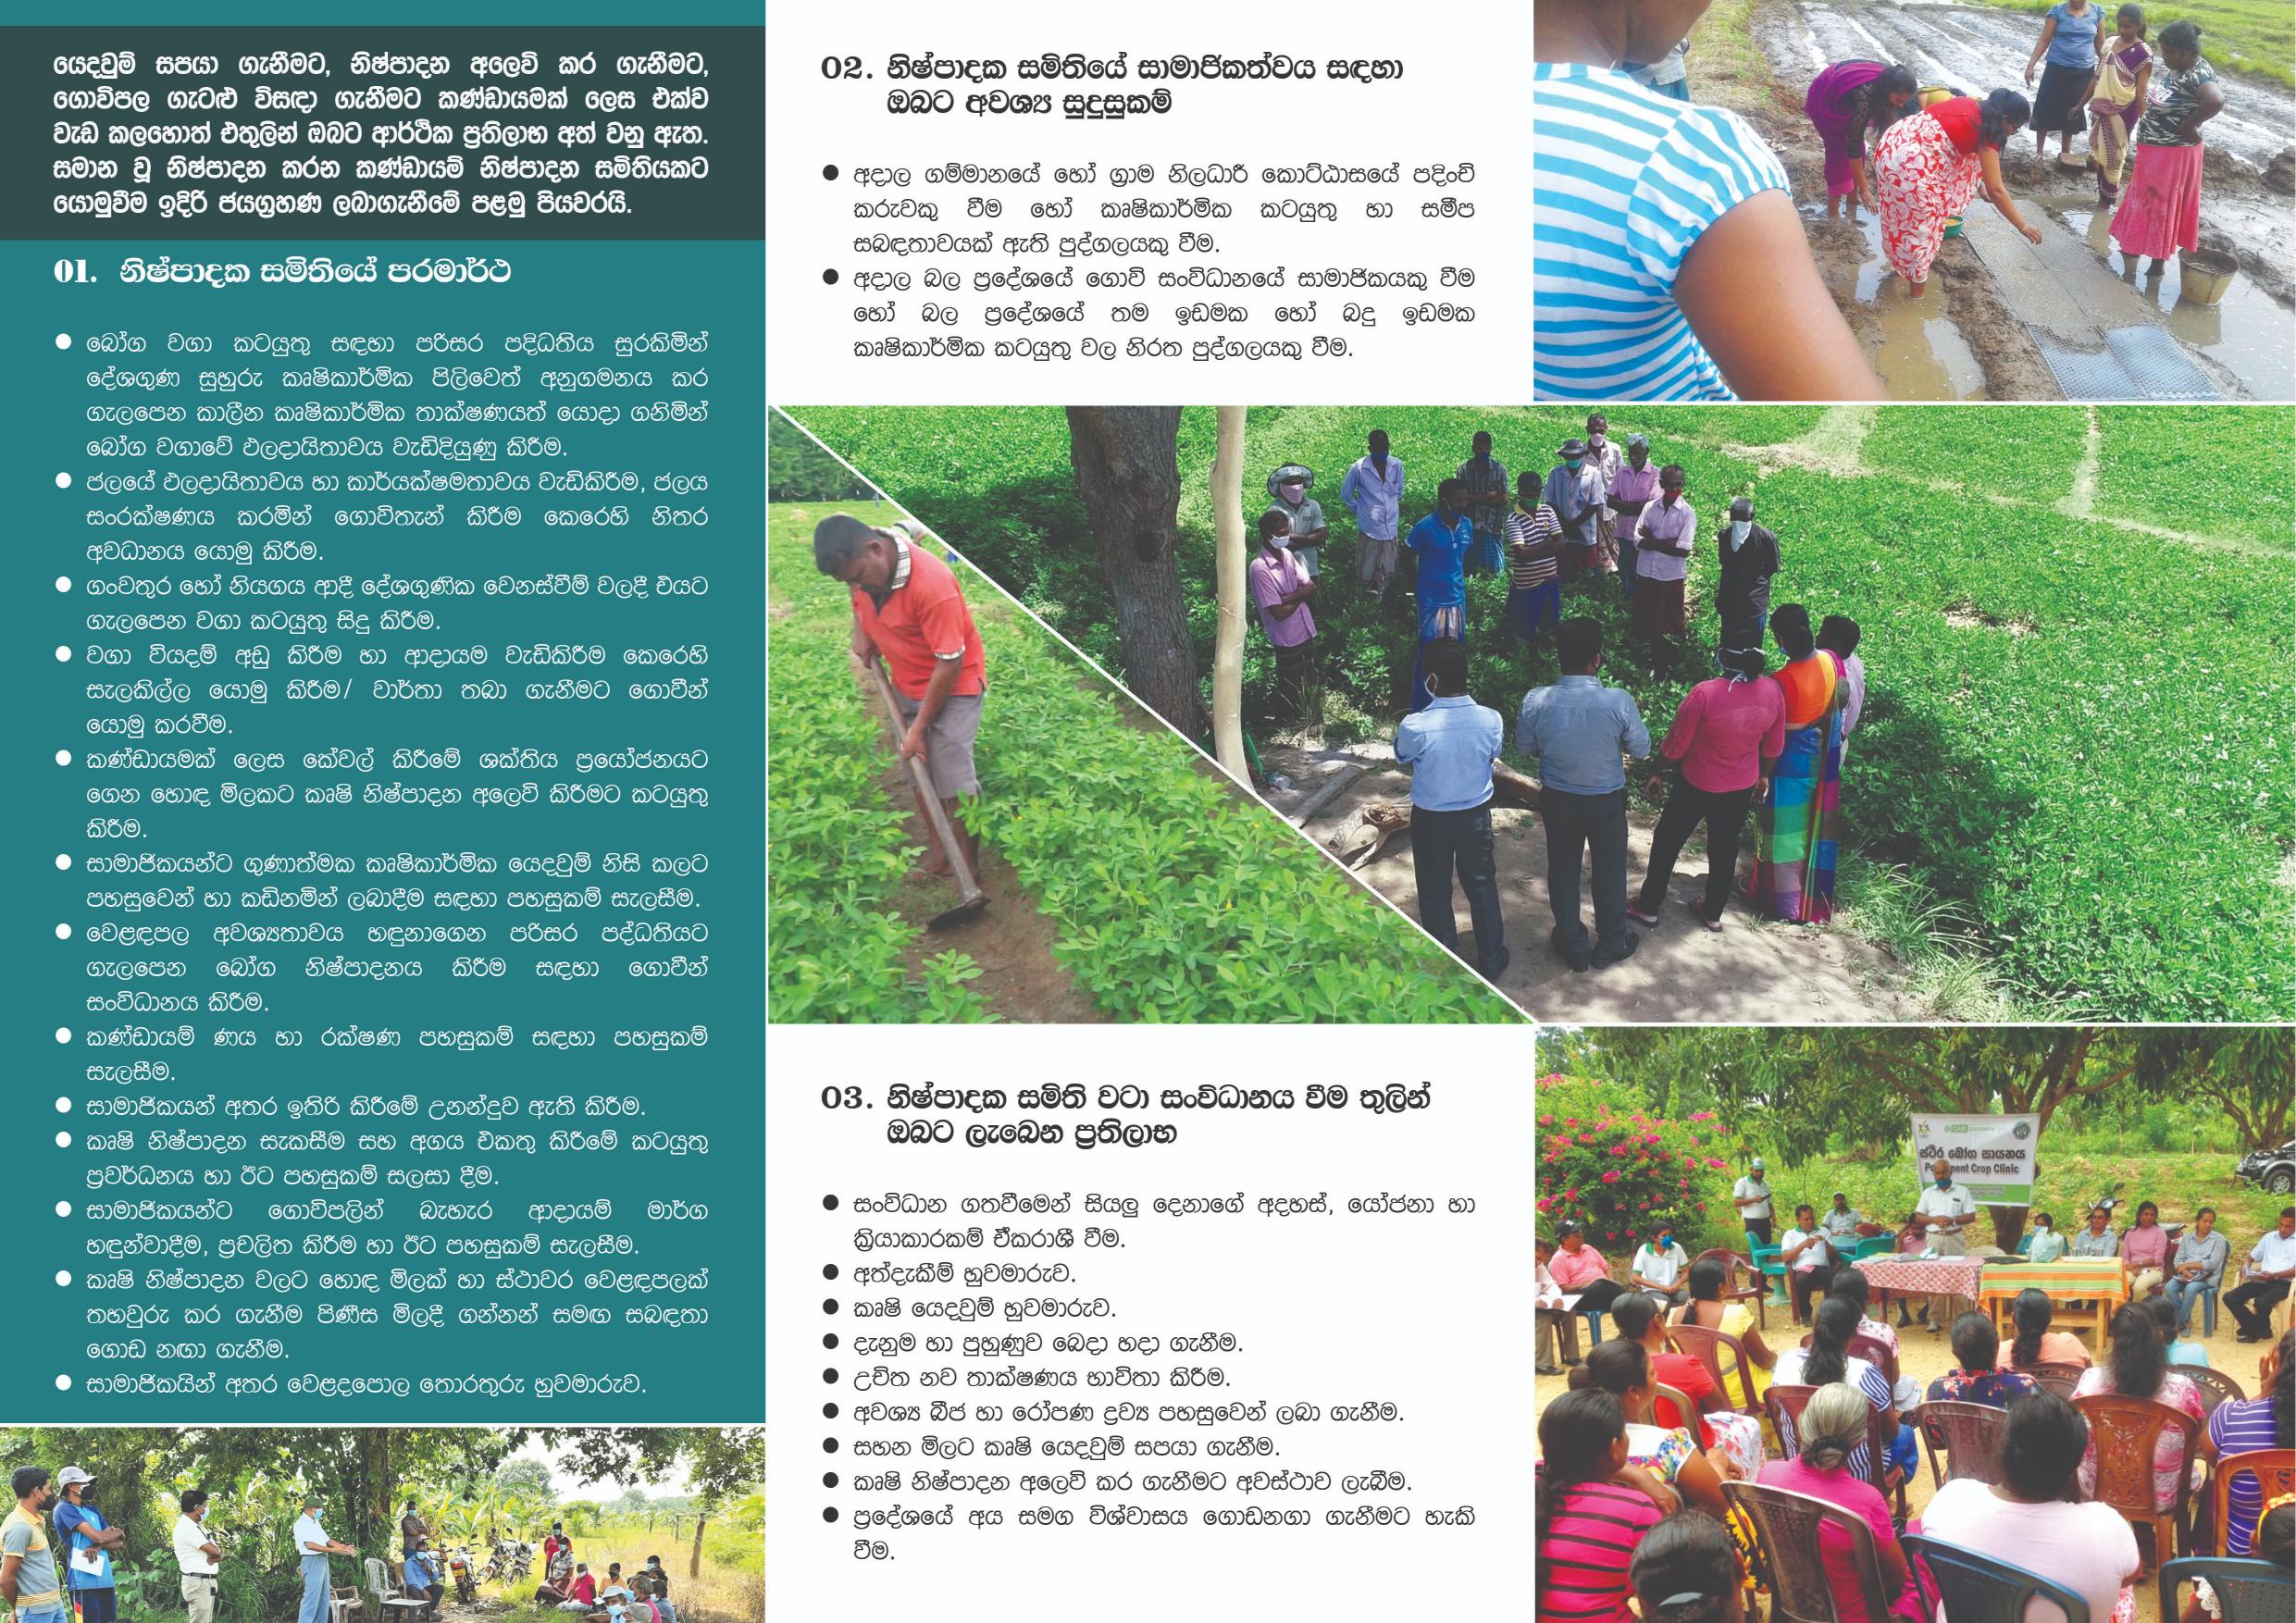 යෙදවුම් සපයා ගැනීමට, නිෂ්පාදන අලෙවි කර ගැනීමට,
ගොවිපල ගැටළු විසඳා ගැනීමට කණ්ඩායමක් ලෙස එක්ව
වැඩ කලහොත් එතුලින් ඔබට ආර්ථික ප්‍රතිලාභ අත් වනු ඇත.
සමාන වූ නිෂ්පාදන කරන කණ්ඩායම් නිෂ්පාදන සමිතියකට
යොමුවීම ඉදිරි ජයග්‍රහණ ලබාගැනීමේ පළමු පියවරයි.
01. නිෂ්පාදක සමිතියේ පරමාර්ථ
● බෝග වගා කටයුතු සඳහා පරිසර පදිධතිය සුරකිමින්
දේශගුණ සුහුරු කෘෂිකාර්මික පිලිවෙත් අනුගමනය කර
ගැලපෙන කාලීන කෘෂිකාර්මික තාක්ෂණයත් යොදා ගනිමින්
බෝග වගාවේ ඵලදායිතාවය වැඩිදියුණු කිරීම.
● ජලයේ ඵලදායිතාවය හා කාර්යක්ෂමතාවය වැඩිකිරීම, ජලය
සංරක්ෂණය කරමින් ගොවිතැන් කිරීම කෙරෙහි නිතර
අවධානය යොමු කිරීම.
● ගංවතුර හෝ නියගය ආදී දේශගුණික වෙනස්වීම් වලදී එයට
ගැලපෙන වගා කටයුතු සිදු කිරීම.
● වගා වියදම් අඩු කිරීම හා ආදායම වැඩිකිරීම කෙරෙහි
සැලකිල්ල යොමු කිරීම/ වාර්තා තබා ගැනීමට ගොවීන්
යොමු කරවීම.
● කණ්ඩායමක් ලෙස කේවල් කිරීමේ ශක්තිය ප්‍රයෝජනයට
ගෙන හොඳ මිලකට කෘෂි නිෂ්පාදන අලෙවි කිරීමට කටයුතු
කිරීම.
● සාමාජිකයන්ට ගුණාත්මක කෘෂිකාර්මික යෙදවුම් නිසි කලට
පහසුවෙන් හා කඩිනමින් ලබාදීම සඳහා පහසුකම් සැලසීම.
● වෙළඳපල අවශ්‍යතාවය හඳුනාගෙන පරිසර පද්ධතියට
ගැලපෙන බෝග නිෂ්පාදනය කිරීම සඳහා ගොවීන්
සංවිධානය කිරීම.
● කණ්ඩායම් ණය හා රක්ෂණ පහසුකම් සඳහා පහසුකම්
සැලසීම.
● සාමාජිකයන් අතර ඉතිරි කිරීමේ උනන්දුව ඇති කිරීම.
● කෘෂි නිෂ්පාදන සැකසීම සහ අගය එකතු කිරීමේ කටයුතු
ප්‍රවර්ධනය හා ඊට පහසුකම් සලසා දීම.
● සාමාජිකයන්ට ගොවිපලින් බැහැර ආදායම් මාර්ග
හඳුන්වාදීම, ප්‍රචලිත කිරීම හා ඊට පහසුකම් සැලසීම.
● කෘෂි නිෂ්පාදන වලට හොඳ මිලක් හා ස්ථාවර වෙළඳපලක්
තහවුරු කර ගැනීම පිණිස මිලදී ගන්නන් සමඟ සබඳතා
ගොඩ නඟා ගැනීම.
● සාමාජිකයින් අතර වෙළදපොල තොරතුරු හුවමාරුව.
02. නිෂ්පාදක සමිතියේ සාමාජිකත්වය සඳහා
ඔබට අවශ්‍ය සුදුසුකම්
● අදාල ගම්මානයේ හෝ ග්‍රාම නිලධාරී කොට්ඨාසයේ පදිංචි
කරුවකු වීම හෝ කෘෂිකාර්මික කටයුතු හා සමීප
සබඳතාවයක් ඇති පුද්ගලයකු වීම.
● අදාල බල ප්‍රදේශයේ ගොවි සංවිධානයේ සාමාජිකයකු වීම
හෝ බල ප්‍රදේශයේ තම ඉඩමක හෝ බදු ඉඩමක
කෘෂිකාර්මික කටයුතු වල නිරත පුද්ගලයකු වීම.
03. නිෂ්පාදක සමිති වටා සංවිධානය වීම තුලින්
ඔබට ලැබෙන ප්‍රතිලාභ
● සංවිධාන ගතවීමෙන් සියලු දෙනාගේ අදහස්, යෝජනා හා
ක්‍රියාකාරකම් ඒකරාශී වීම.
● අත්දැකීම් හුවමාරුව.
● කෘෂි යෙදවුම් හුවමාරුව.
● දැනුම හා පුහුණුව බෙදා හදා ගැනීම.
● උචිත නව තාක්ෂණය භාවිතා කිරීම.
● අවශ්‍ය බීජ හා රෝපණ ද්‍රව්‍ය පහසුවෙන් ලබා ගැනීම.
● සහන මිලට කෘෂි යෙදවුම් සපයා ගැනීම.
● කෘෂි නිෂ්පාදන අලෙවි කර ගැනීමට අවස්ථාව ලැබීම.
● ප්‍රදේශයේ අය සමග විශ්වාසය ගොඩනගා ගැනීමට හැකි
වීම.
ස්ථීර බෝග සායනය
Crop Clinic